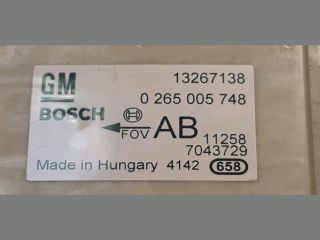 GM 13267138
BOSCH 0 265 005 748
FOV AB 11258
7043729
Made in Hungary 4142 658